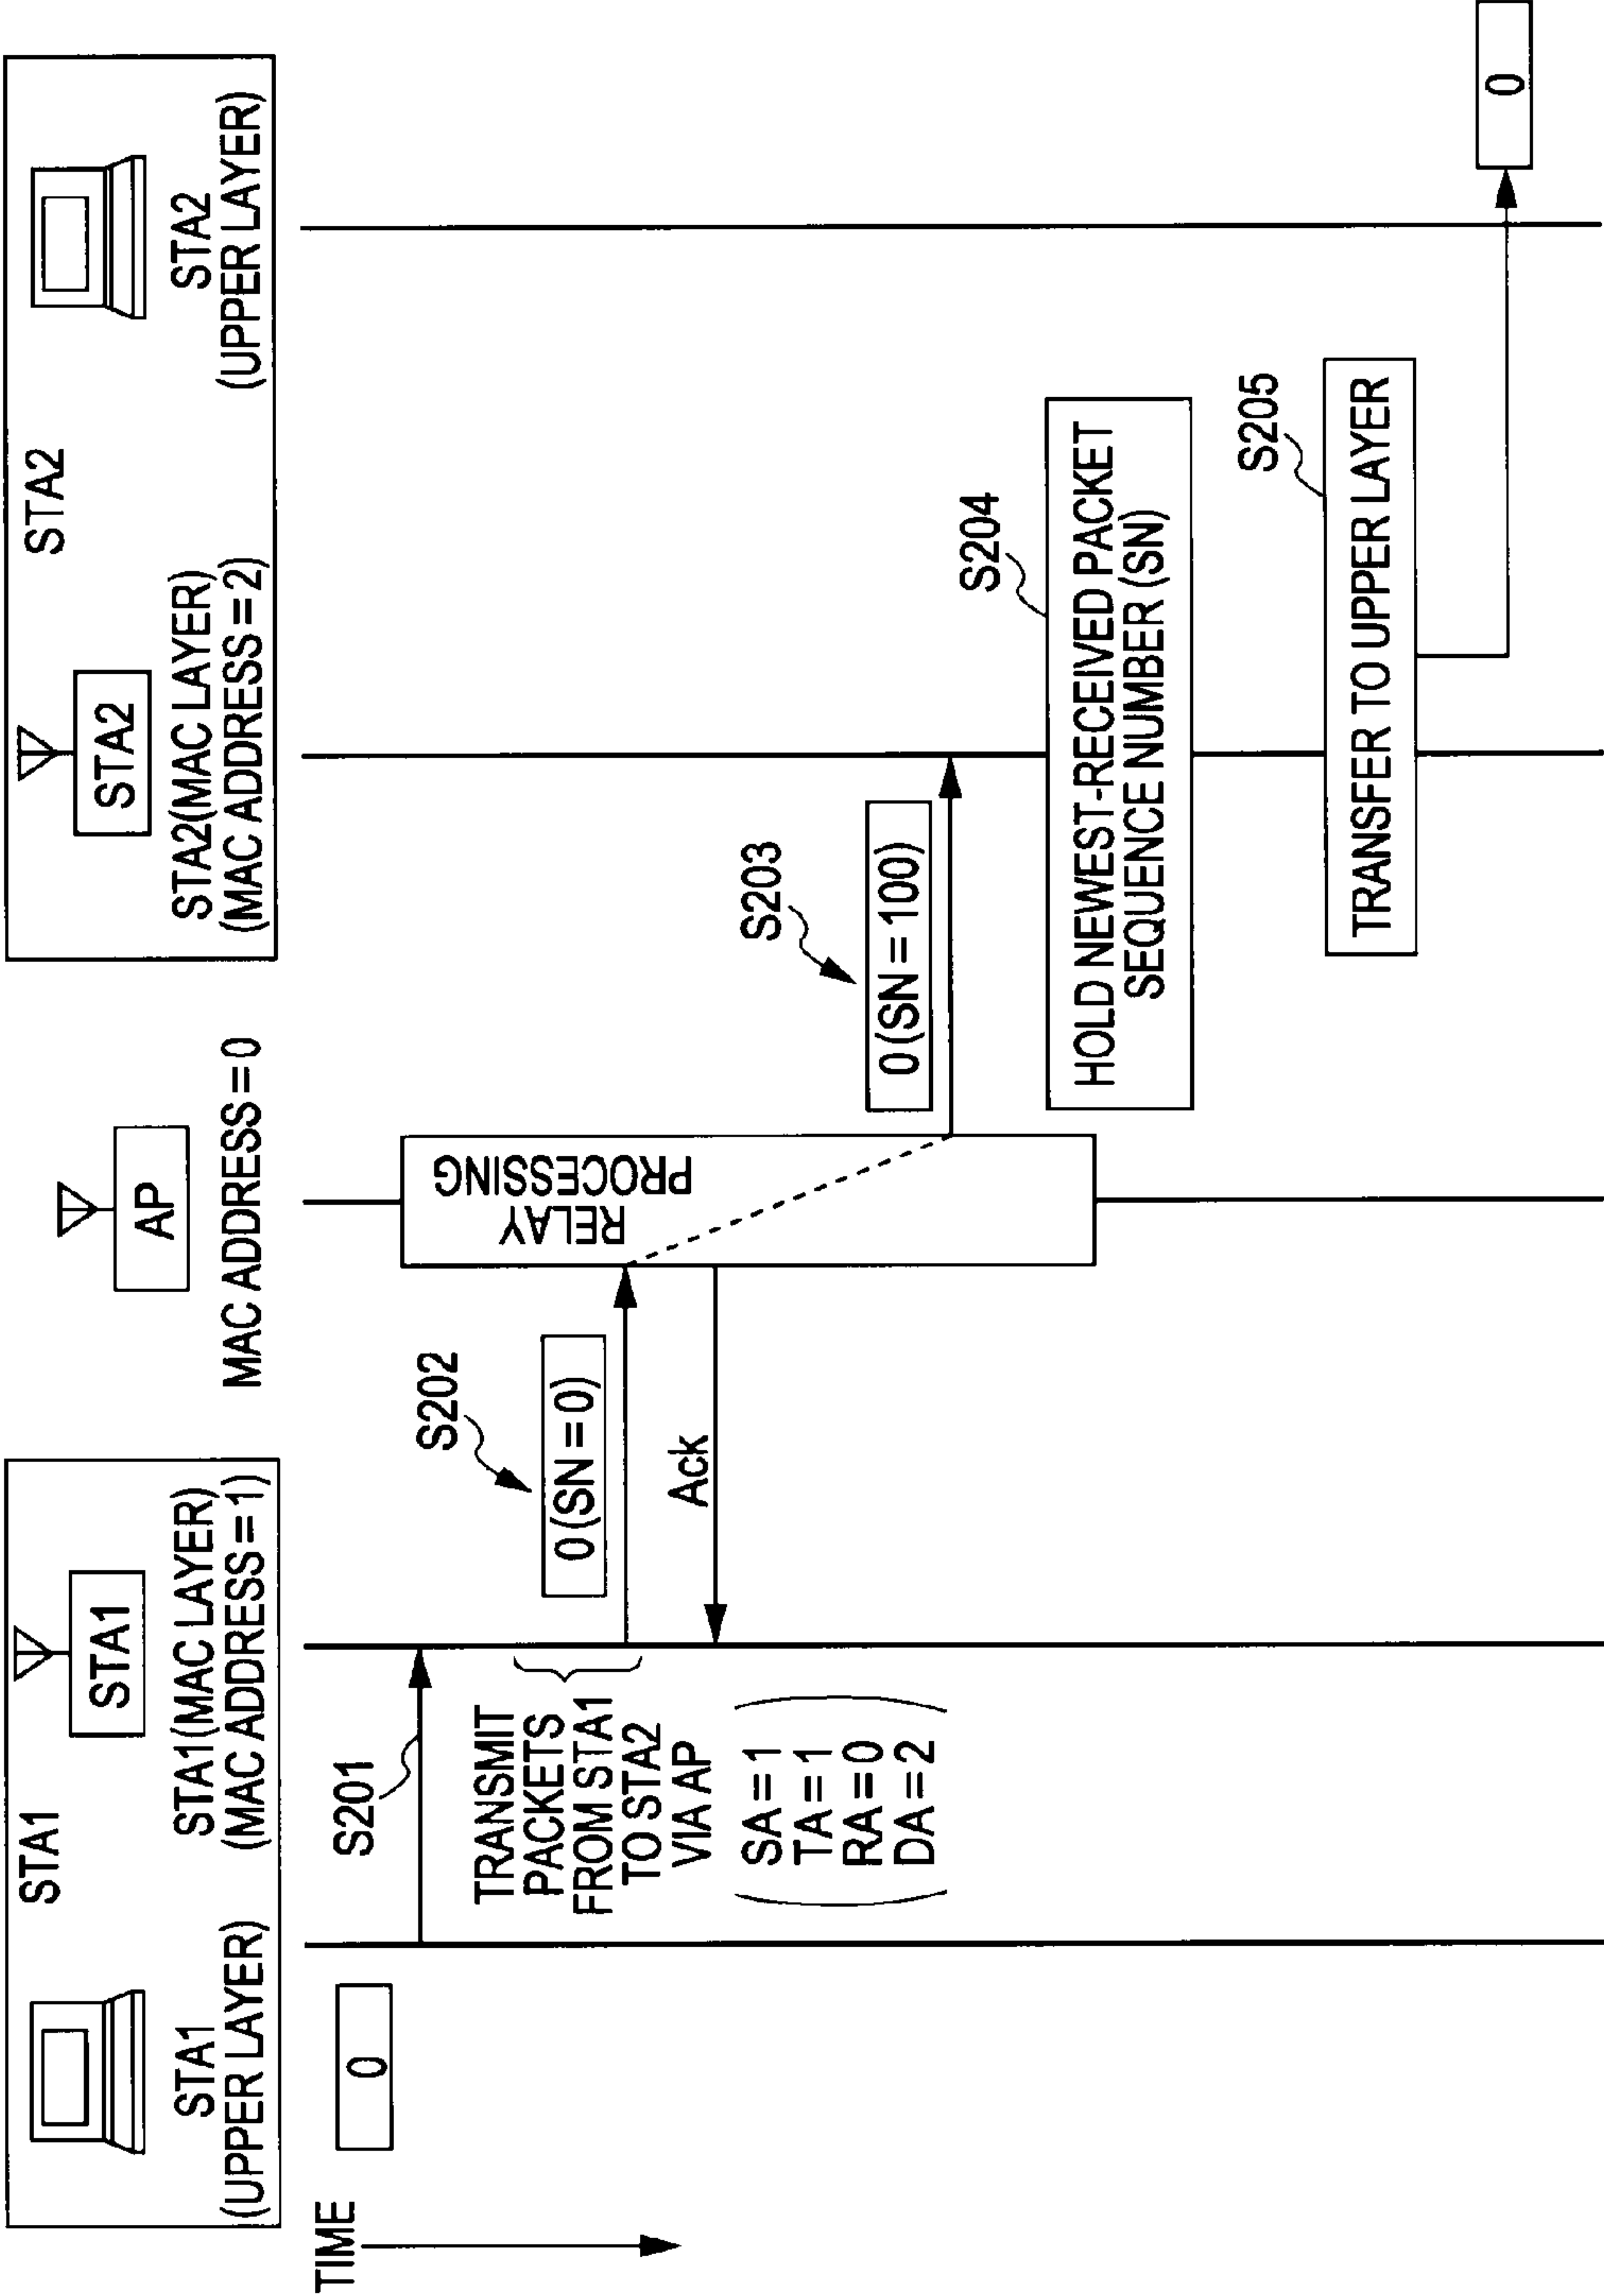 STA1
STA1
STA1
(UPPER LAYER)
STA1(MAC LAYER)
(MAC ADDRESS = 1)
AP
MAC ADDRESS = 0
STA2
STA2
STA2(MAC LAYER)
(MAC ADDRESS = 2)
STA2
(UPPER LAYER)
TIME
0
S201
TRANSMIT
PACKETS
FROM STA1
TO STA2
VIA AP
SA = 1
TA = 1
RA = 0
DA = 2
S202
0 (SN = 0)
Ack
RELAY
PROCESSING
S203
0 (SN = 100)
S204
HOLD NEWEST-RECEIVED PACKET
SEQUENCE NUMBER (SN)
S205
TRANSFER TO UPPER LAYER
0